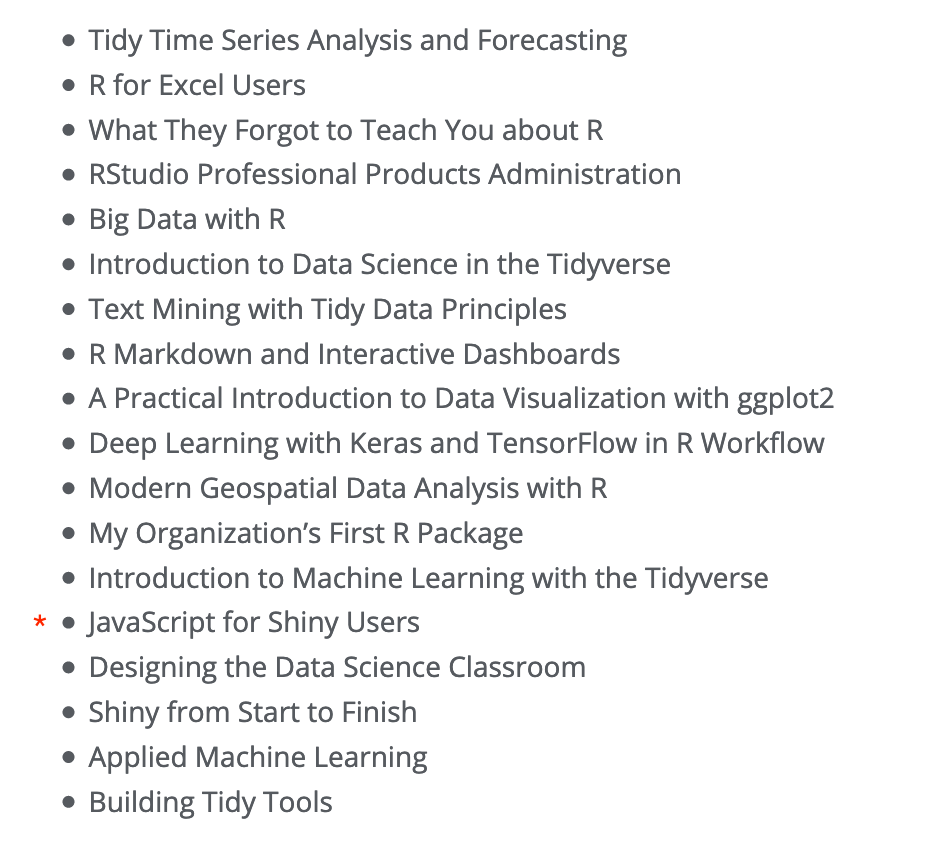 • Tidy Time Series Analysis and Forecasting
• R for Excel Users
• What They Forgot to Teach You about R
• RStudio Professional Products Administration
• Big Data with R
• Introduction to Data Science in the Tidyverse
• Text Mining with Tidy Data Principles
• R Markdown and Interactive Dashboards
• A Practical Introduction to Data Visualization with ggplot2
• Deep Learning with Keras and TensorFlow in R Workflow
• Modern Geospatial Data Analysis with R
• My Organization’s First R Package
• Introduction to Machine Learning with the Tidyverse
* • JavaScript for Shiny Users
• Designing the Data Science Classroom
• Shiny from Start to Finish
• Applied Machine Learning
• Building Tidy Tools